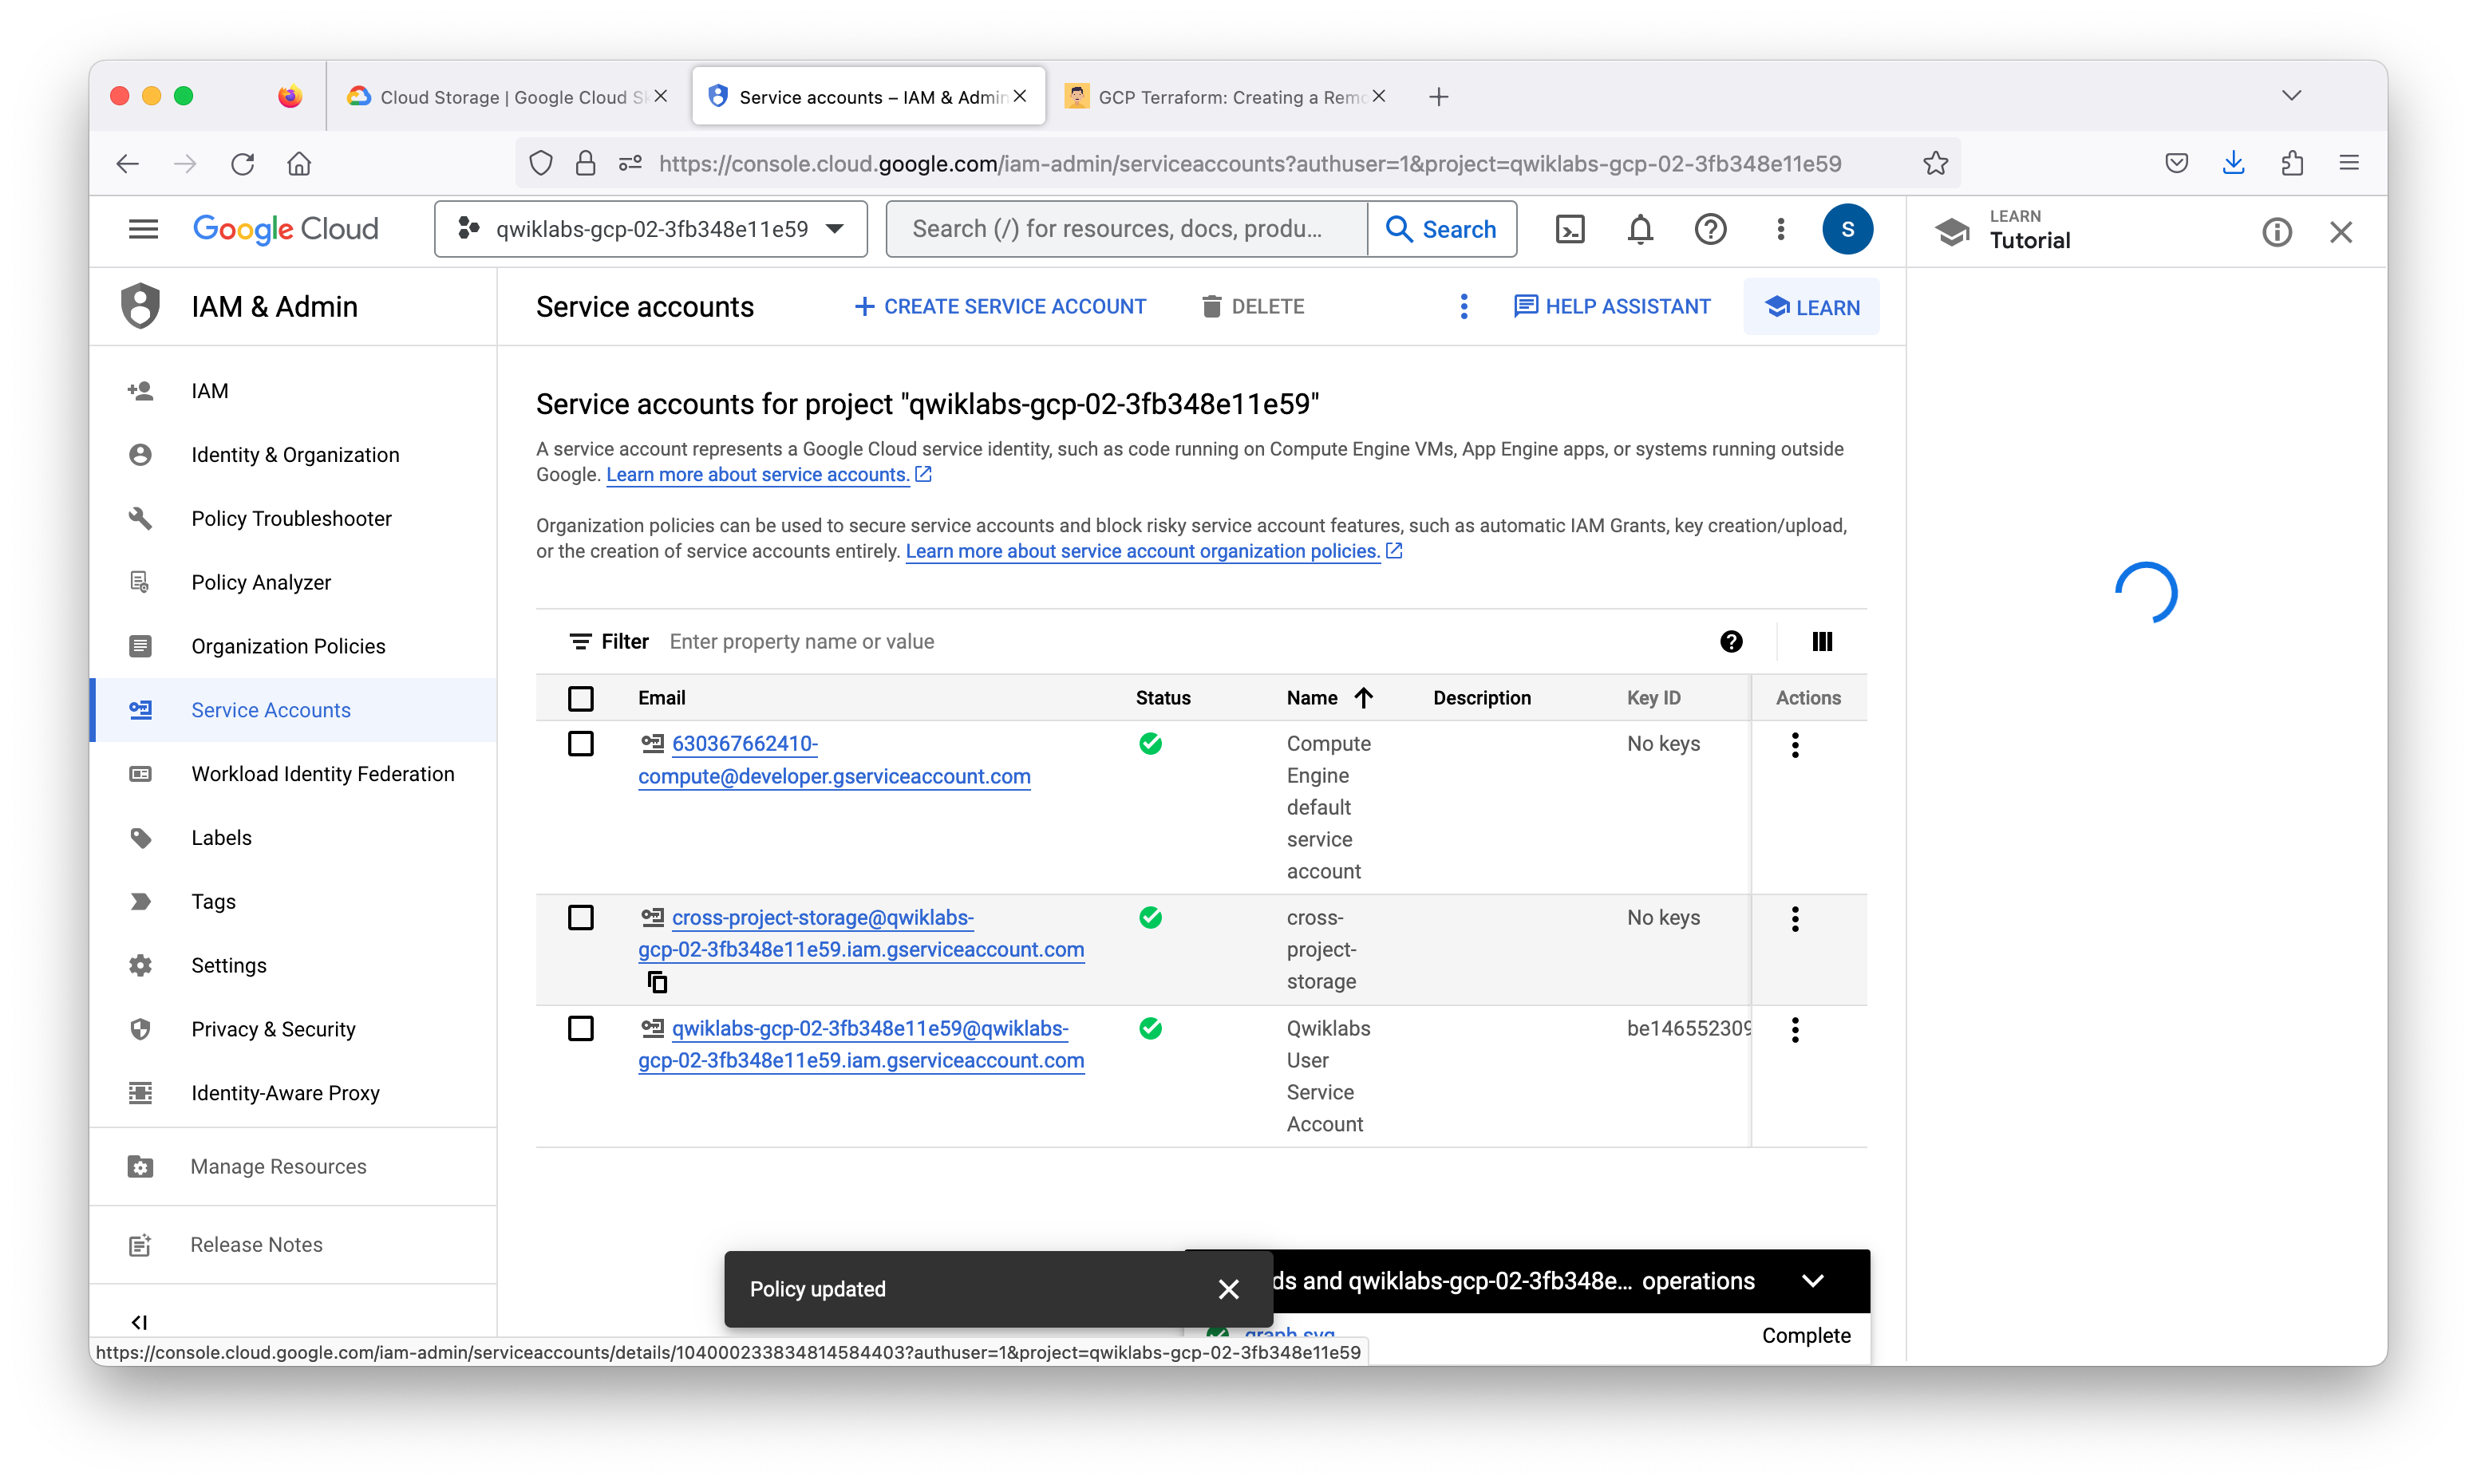 Cloud Storage | Google Cloud S
Service accounts – IAM & Admin
GCP Terraform: Creating a Remo
https://console.cloud.google.com/iam-admin/serviceaccounts?authuser=1&project=qwiklabs-gcp-02-3fb348e11e59
Google Cloud
qwiklabs-gcp-02-3fb348e11e59
Search (/) for resources, docs, produ...
Search
S
LEARN
Tutorial
IAM & Admin
Service accounts
CREATE SERVICE ACCOUNT
DELETE
HELP ASSISTANT
LEARN
IAM
Identity & Organization
Policy Troubleshooter
Policy Analyzer
Organization Policies
Service Accounts
Workload Identity Federation
Labels
Tags
Settings
Privacy & Security
Identity-Aware Proxy
Manage Resources
Release Notes
Service accounts for project "qwiklabs-gcp-02-3fb348e11e59"
A service account represents a Google Cloud service identity, such as code running on Compute Engine VMs, App Engine apps, or systems running outside
Google. Learn more about service accounts.
Organization policies can be used to secure service accounts and block risky service account features, such as automatic IAM Grants, key creation/upload,
or the creation of service accounts entirely. Learn more about service account organization policies.
Filter Enter property name or value
Email Status Name Description Key ID Actions
630367662410-
compute@developer.gserviceaccount.com
Compute
Engine
default
service
account
No keys
cross-project-storage@qwiklabs-
gcp-02-3fb348e11e59.iam.gserviceaccount.com
cross-
project-
storage
No keys
qwiklabs-gcp-02-3fb348e11e59@qwiklabs-
gcp-02-3fb348e11e59.iam.gserviceaccount.com
Qwiklabs
User
Service
Account
be146552309
Policy updated
ds and qwiklabs-gcp-02-3fb348e... operations
graph.svg
Complete
https://console.cloud.google.com/iam-admin/serviceaccounts/details/104000233834814584403?authuser=1&project=qwiklabs-gcp-02-3fb348e11e59